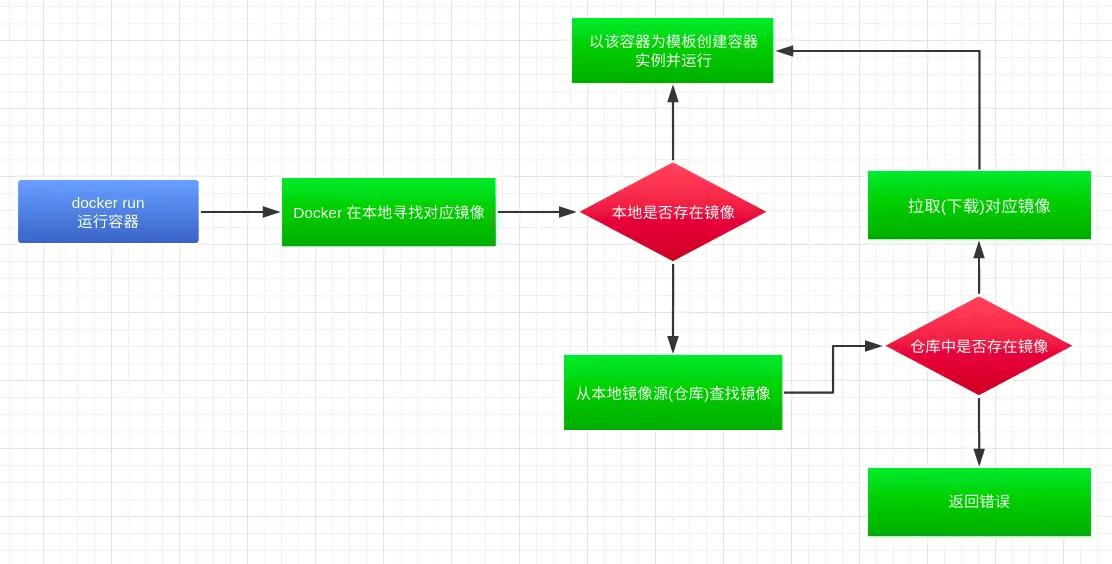 docker run
运行容器
Docker 在本地寻找对应镜像
本地是否存在镜像
以该容器为模板创建容器
实例并运行
从本地镜像源(仓库)查找镜像
仓库中是否存在镜像
拉取(下载)对应镜像
返回错误